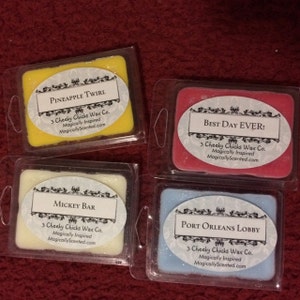 Pineapple Twirl
3 Cheeky Chicks Wax Co.
Magically Inspired
MagicallyScented.com
Best Day EVER!
3 Cheeky Chicks Wax Co.
Magically Inspired
MagicallyScented.com
Mickey Bar
3 Cheeky Chicks Wax Co.
Magically Inspired
MagicallyScented.com
Port Orleans Lobby
3 Cheeky Chicks Wax Co.
Magically Inspired
MagicallyScented.com